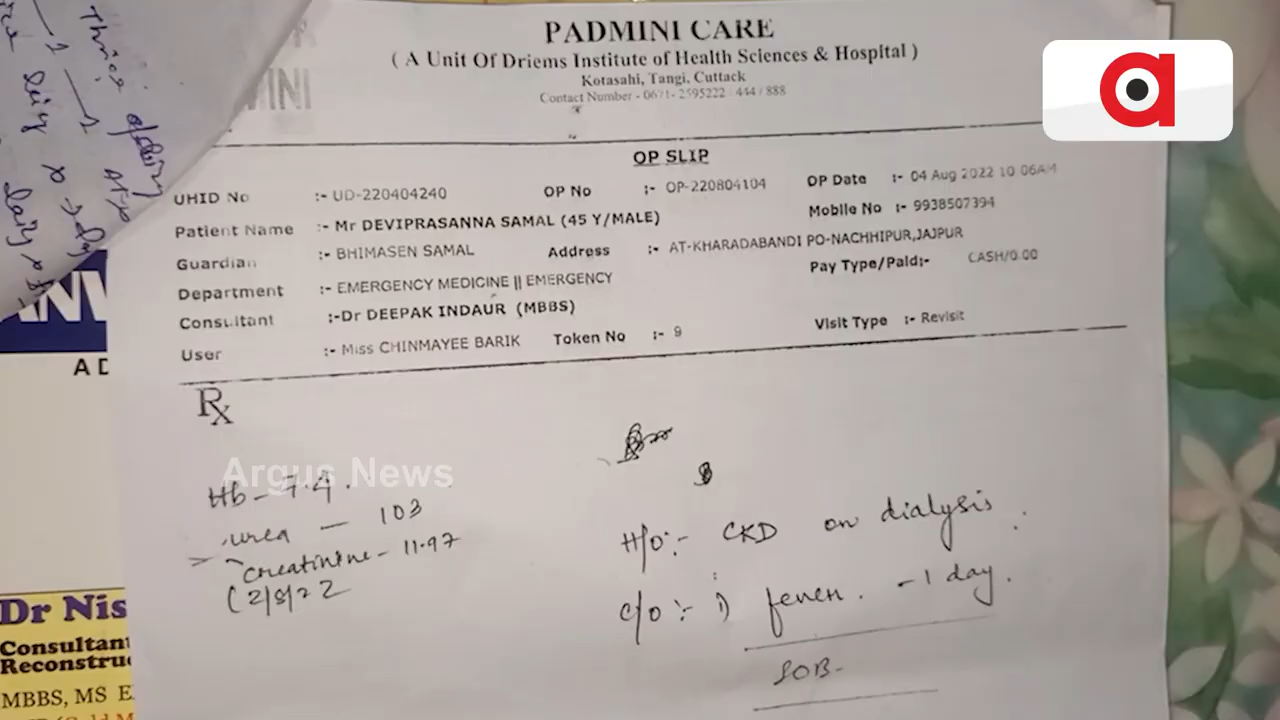 PADMINI CARE
( A Unit Of Driems Institute of Health Sciences & Hospital )
Kotasahi, Tangi, Cuttack
Contact Number - 0671- 2595222 / 444 / 888
OP SLIP
UHID No :- UD-220404240 OP No :- OP-220804104 OP Date :- 04 Aug 2022 10:06AM
Patient Name :- Mr DEVIPRASANNA SAMAL (45 Y/MALE) Mobile No :- 9938507394
Guardian :- BHIMASEN SAMAL Address :- AT-KHARADABANDI PO-NACHHIPUR,JAJPUR
Department :- EMERGENCY MEDICINE || EMERGENCY Pay Type/Paid:- CASH/0.00
Consultant :-Dr DEEPAK INDAUR (MBBS)
User :- Miss CHINMAYEE BARIK Token No :- 9 Visit Type :- Revisit
Rx
Argus News
Hb - 7.4.
urea - 103
Creatinine - 11.97
(2/8/22
H/O:- CKD on dialysis.
C/O:- 1) fever. - 1 day.
SOB-
Thrice
daily
daily
AD
Dr Nis
Consultant
Reconstru
MBBS, MS E